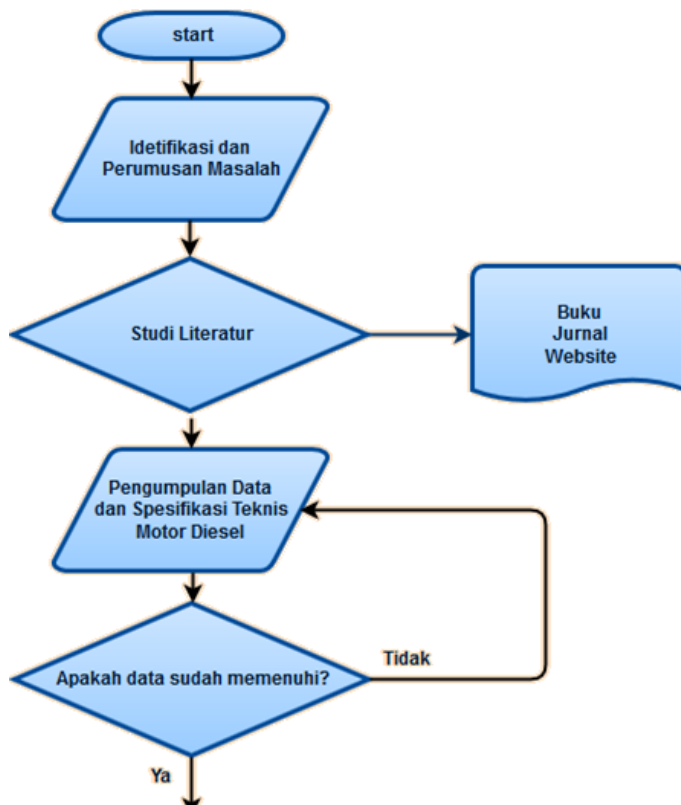 start
Idetifikasi dan
Perumusan Masalah
Studi Literatur
Buku
Jurnal
Website
Pengumpulan Data
dan Spesifikasi Teknis
Motor Diesel
Apakah data sudah memenuhi?
Tidak
Ya